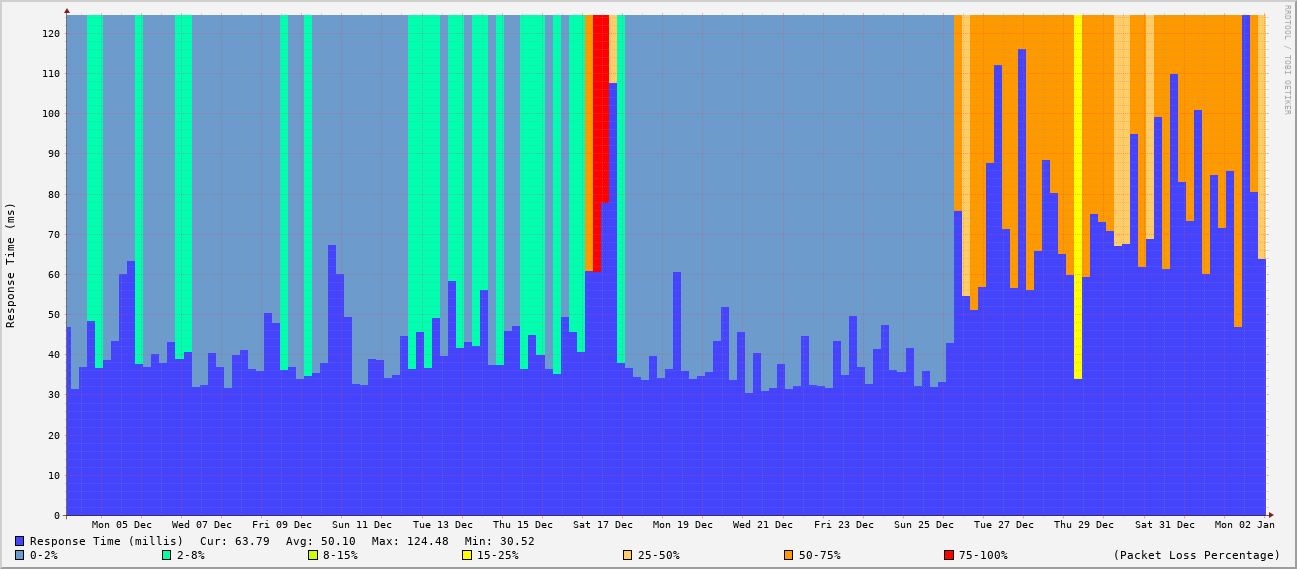 RRDTOOL / TOBI OETIKER
Response Time (ms)
120
110
100
90
80
70
60
50
40
30
20
10
0
Mon 05 Dec Wed 07 Dec Fri 09 Dec Sun 11 Dec Tue 13 Dec Thu 15 Dec Sat 17 Dec Mon 19 Dec Wed 21 Dec Fri 23 Dec Sun 25 Dec Tue 27 Dec Thu 29 Dec Sat 31 Dec Mon 02 Jan
Response Time (millis) Cur: 63.79 Avg: 50.10 Max: 124.48 Min: 30.52
0-2% 2-8% 8-15% 15-25% 25-50% 50-75% 75-100% (Packet Loss Percentage)